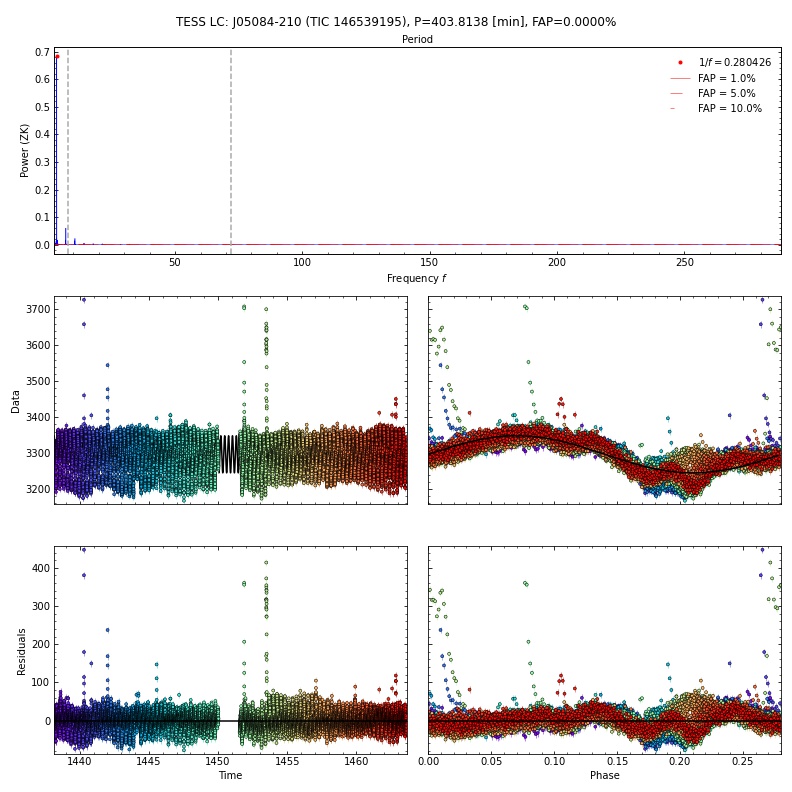 TESS LC: J05084-210 (TIC 146539195), P=403.8138 [min], FAP=0.0000%
Period
0.7
0.6
0.5
0.4
0.3
0.2
0.1
0.0
Power (ZK)
1/f = 0.280426
FAP = 1.0%
FAP = 5.0%
FAP = 10.0%
50
100
150
200
250
Frequency f
3700
3600
3500
3400
3300
3200
Data
400
300
200
100
0
Residuals
1440
1445
1450
1455
1460
Time
0.00
0.05
0.10
0.15
0.20
0.25
Phase